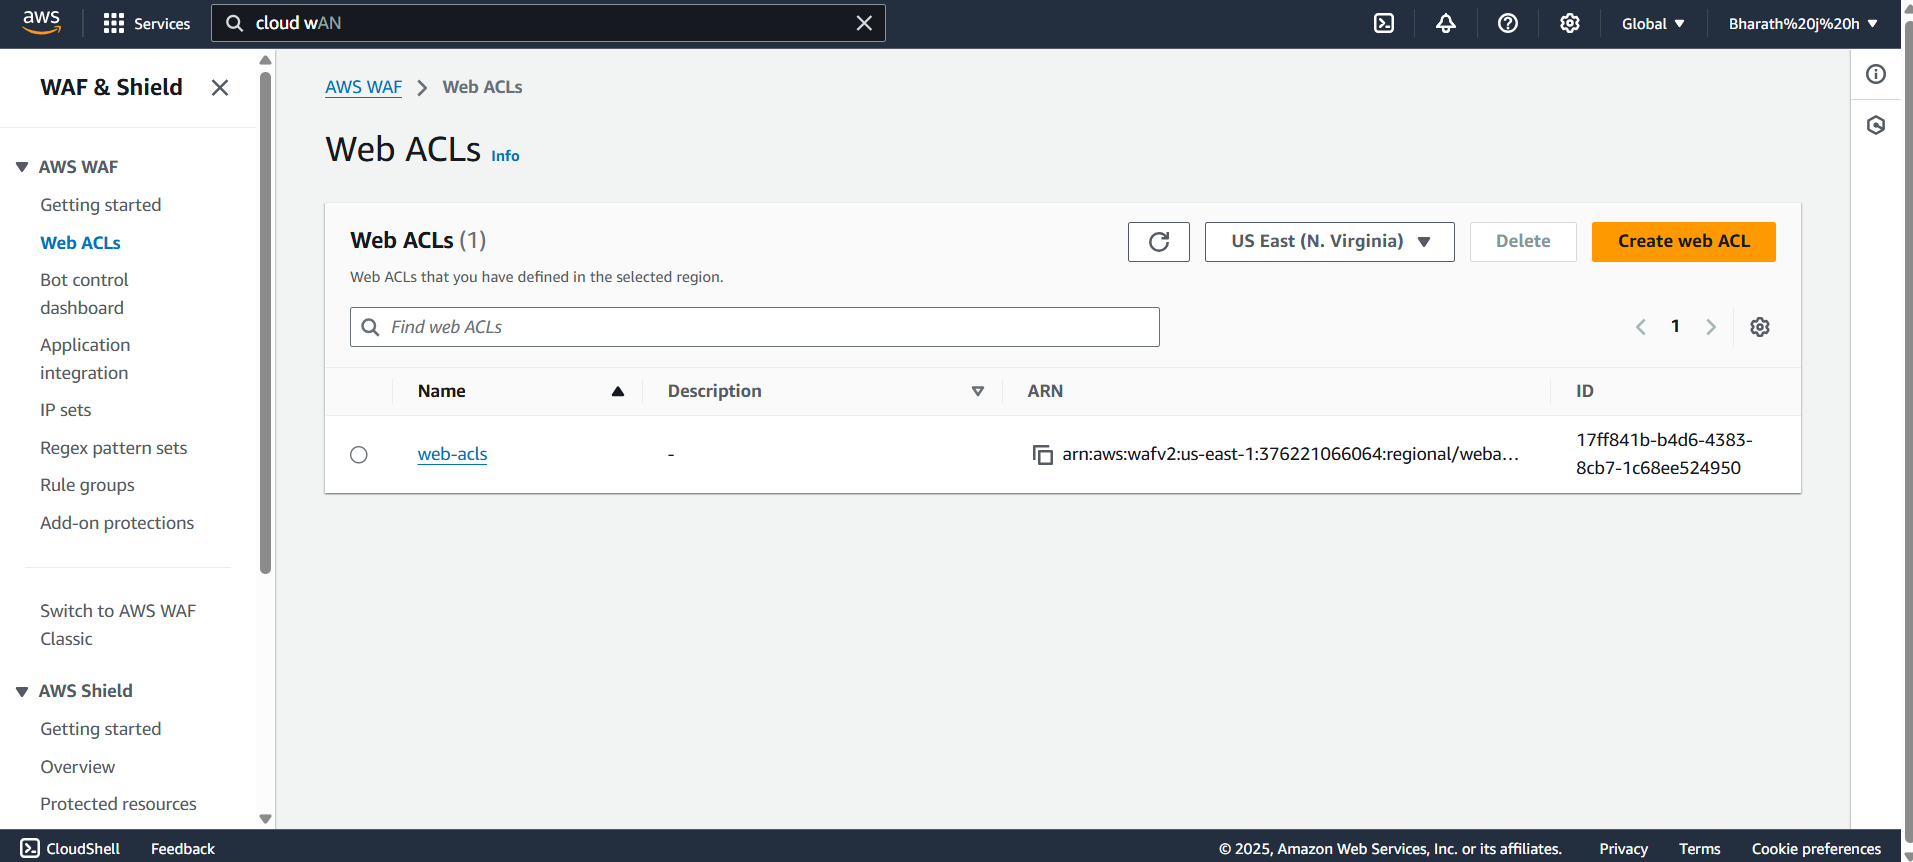 aws
Services
cloud wAN
Global
Bharath%20j%20h
WAF & Shield
AWS WAF
Getting started
Web ACLs
Bot control
dashboard
Application
integration
IP sets
Regex pattern sets
Rule groups
Add-on protections
Switch to AWS WAF
Classic
AWS Shield
Getting started
Overview
Protected resources
AWS WAF > Web ACLs
Web ACLs Info
Web ACLs (1)
Web ACLs that you have defined in the selected region.
US East (N. Virginia)
Delete
Create web ACL
Find web ACLs
1
Name Description ARN ID
web-acls - arn:aws:wafv2:us-east-1:376221066064:regional/weba... 17ff841b-b4d6-4383-
8cb7-1c68ee524950
CloudShell Feedback © 2025, Amazon Web Services, Inc. or its affiliates. Privacy Terms Cookie preferences